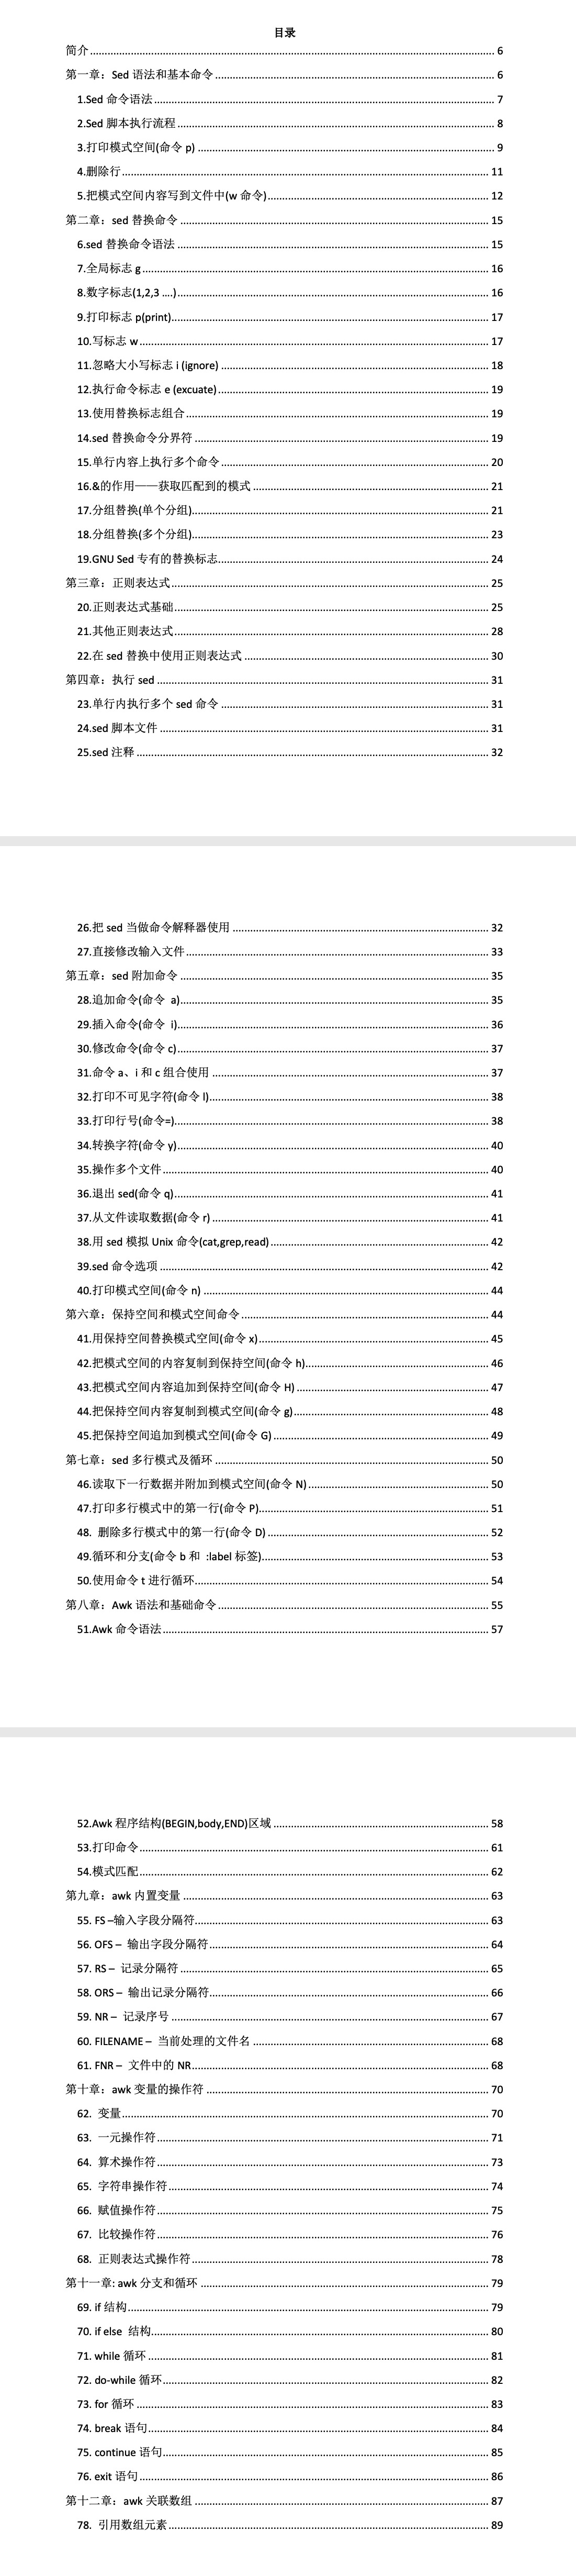 目录
简介 6
第一章：Sed 语法和基本命令 6
1.Sed 命令语法 7
2.Sed 脚本执行流程 8
3.打印模式空间(命令 p) 9
4.删除行 11
5.把模式空间内容写到文件中(w 命令) 12
第二章：sed 替换命令 15
6.sed 替换命令语法 15
7.全局标志 g 16
8.数字标志(1,2,3 ....) 16
9.打印标志 p(print) 17
10.写标志 w 17
11.忽略大小写标志 i (ignore) 18
12.执行命令标志 e (excuate) 19
13.使用替换标志组合 19
14.sed 替换命令分界符 19
15.单行内容上执行多个命令 20
16.&的作用——获取匹配到的模式 21
17.分组替换(单个分组) 21
18.分组替换(多个分组) 23
19.GNU Sed 专有的替换标志 24
第三章：正则表达式 25
20.正则表达式基础 25
21.其他正则表达式 28
22.在 sed 替换中使用正则表达式 30
第四章：执行 sed 31
23.单行内执行多个 sed 命令 31
24.sed 脚本文件 31
25.sed 注释 32
26.把 sed 当做命令解释器使用 32
27.直接修改输入文件 33
第五章：sed 附加命令 35
28.追加命令(命令 a) 35
29.插入命令(命令 i) 36
30.修改命令(命令 c) 37
31.命令 a、i 和 c 组合使用 37
32.打印不可见字符(命令 l) 38
33.打印行号(命令=) 38
34.转换字符(命令 y) 40
35.操作多个文件 40
36.退出 sed(命令 q) 41
37.从文件读取数据(命令 r) 41
38.用 sed 模拟 Unix 命令(cat,grep,read) 42
39.sed 命令选项 42
40.打印模式空间(命令 n) 44
第六章：保持空间和模式空间命令 44
41.用保持空间替换模式空间(命令 x) 45
42.把模式空间的内容复制到保持空间(命令 h) 46
43.把模式空间内容追加到保持空间(命令 H) 47
44.把保持空间内容复制到模式空间(命令 g) 48
45.把保持空间追加到模式空间(命令 G) 49
第七章：sed 多行模式及循环 50
46.读取下一行数据并附加到模式空间(命令 N) 50
47.打印多行模式中的第一行(命令 P) 51
48. 删除多行模式中的第一行(命令 D) 52
49.循环和分支(命令 b 和 :label 标签) 53
50.使用命令 t 进行循环 54
第八章：Awk 语法和基础命令 55
51.Awk 命令语法 57
52.Awk 程序结构(BEGIN,body,END)区域 58
53.打印命令 61
54.模式匹配 62
第九章：awk 内置变量 63
55. FS –输入字段分隔符 63
56. OFS – 输出字段分隔符 64
57. RS – 记录分隔符 65
58. ORS – 输出记录分隔符 66
59. NR – 记录序号 67
60. FILENAME – 当前处理的文件名 68
61. FNR – 文件中的 NR 68
第十章：awk 变量的操作符 70
62. 变量 70
63. 一元操作符 71
64. 算术操作符 73
65. 字符串操作符 74
66. 赋值操作符 75
67. 比较操作符 76
68. 正则表达式操作符 78
第十一章: awk 分支和循环 79
69. if 结构 79
70. if else 结构 80
71. while 循环 81
72. do-while 循环 82
73. for 循环 83
74. break 语句 84
75. continue 语句 85
76. exit 语句 86
第十二章：awk 关联数组 87
78. 引用数组元素 89